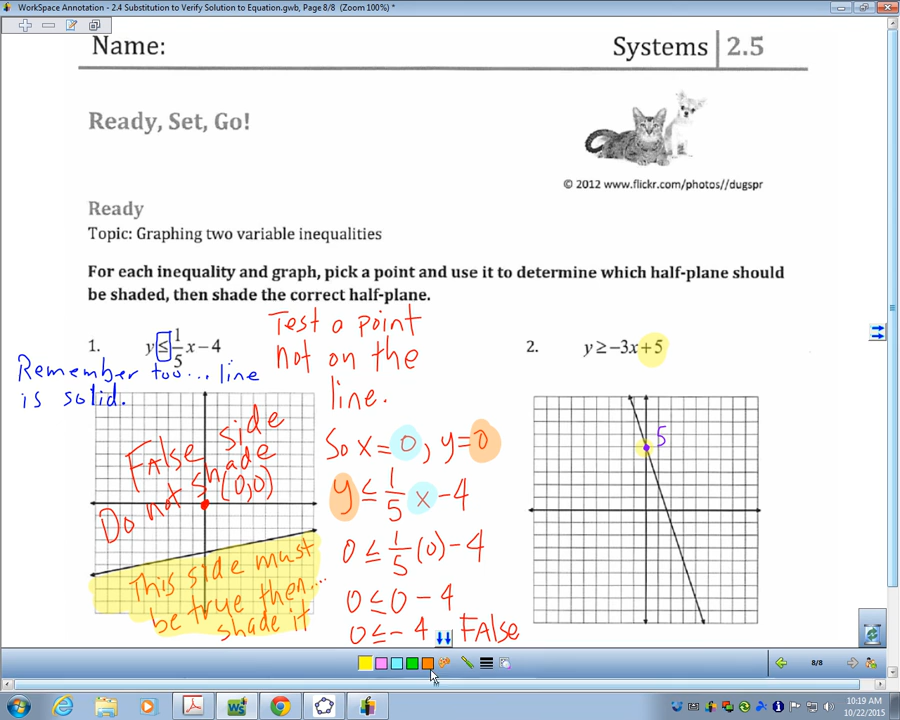 WorkSpace Annotation - 2.4 Substitution to Verify Solution to Equation.gwb, Page 8/8 (Zoom 100%) *
Name:
Systems | 2.5
Ready, Set, Go!
© 2012 www.flickr.com/photos//dugspr
Ready
Topic: Graphing two variable inequalities
For each inequality and graph, pick a point and use it to determine which half-plane should
be shaded, then shade the correct half-plane.
1. y ≤ 1/5 x − 4
Remember too... line
is solid.
False side
Do not shade
(0,0)
This side must
be true then...
shade it
Test a point
not on the
line.
So x=0, y=0
y ≤ 1/5 x - 4
0 ≤ 1/5 (0) - 4
0 ≤ 0 - 4
0 ≤ - 4 False
2. y ≥ −3x + 5
5
8/8
10:19 AM
10/22/2015